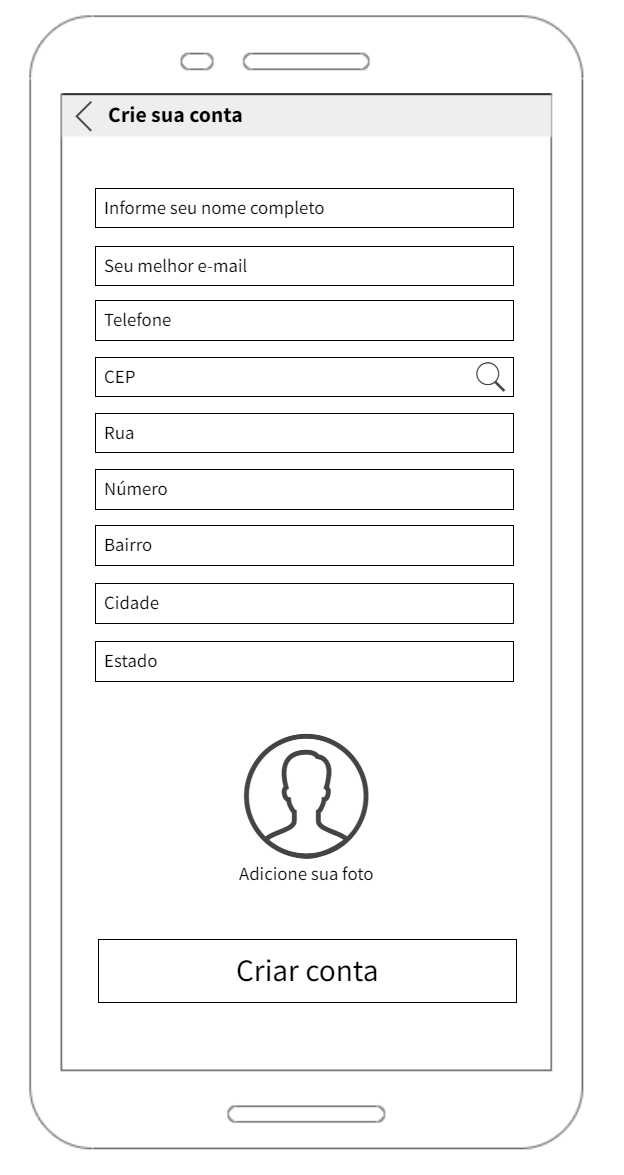 Crie sua conta
Informe seu nome completo
Seu melhor e-mail
Telefone
CEP
Rua
Número
Bairro
Cidade
Estado
Adicione sua foto
Criar conta